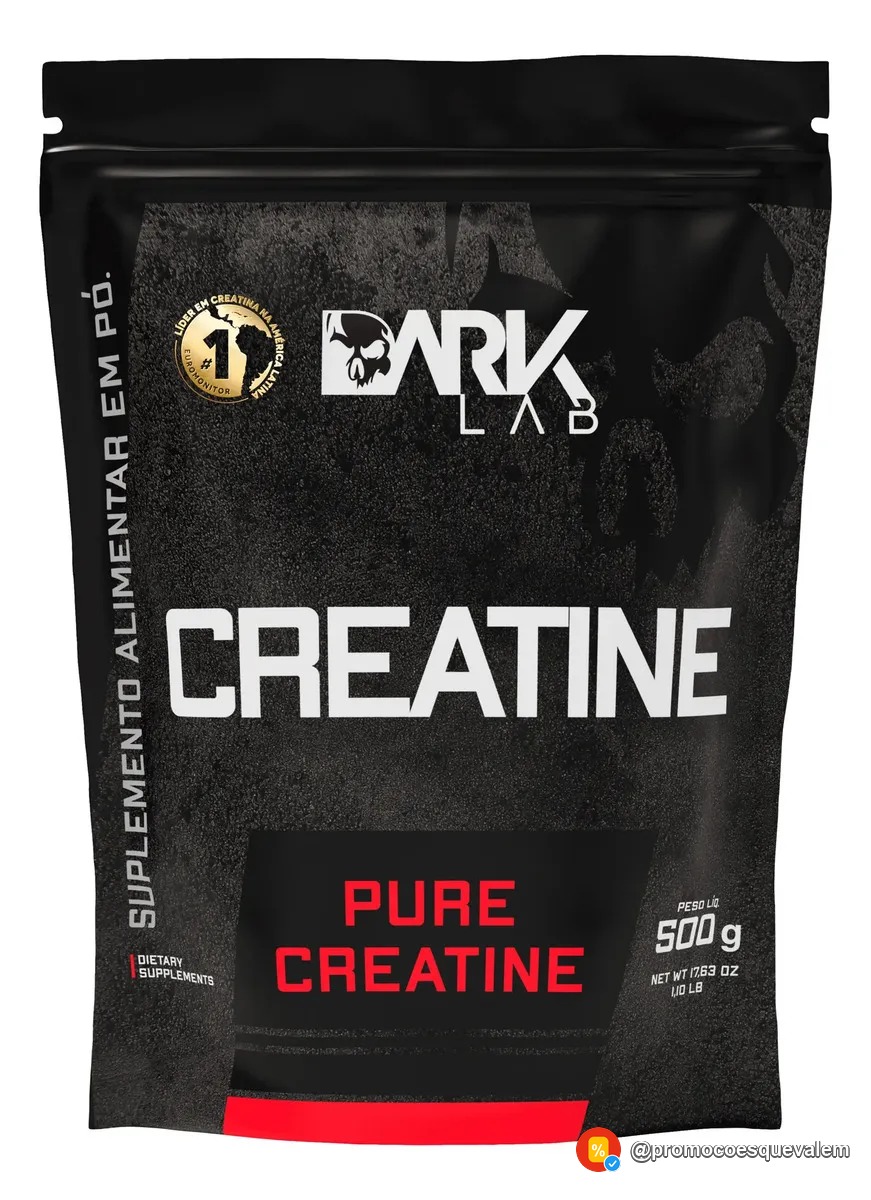 LÍDER EM CREATINA NA AMÉRICA LATINA
#1
EUROMONITOR
DARK
LAB
SUPLEMENTO ALIMENTAR EM PÓ.
CREATINE
PURE
CREATINE
DIETARY
SUPPLEMENTS
PESO LÍQ.
500 g
NET WT 17,63 OZ
1,10 LB
@promocoesquevalem
%